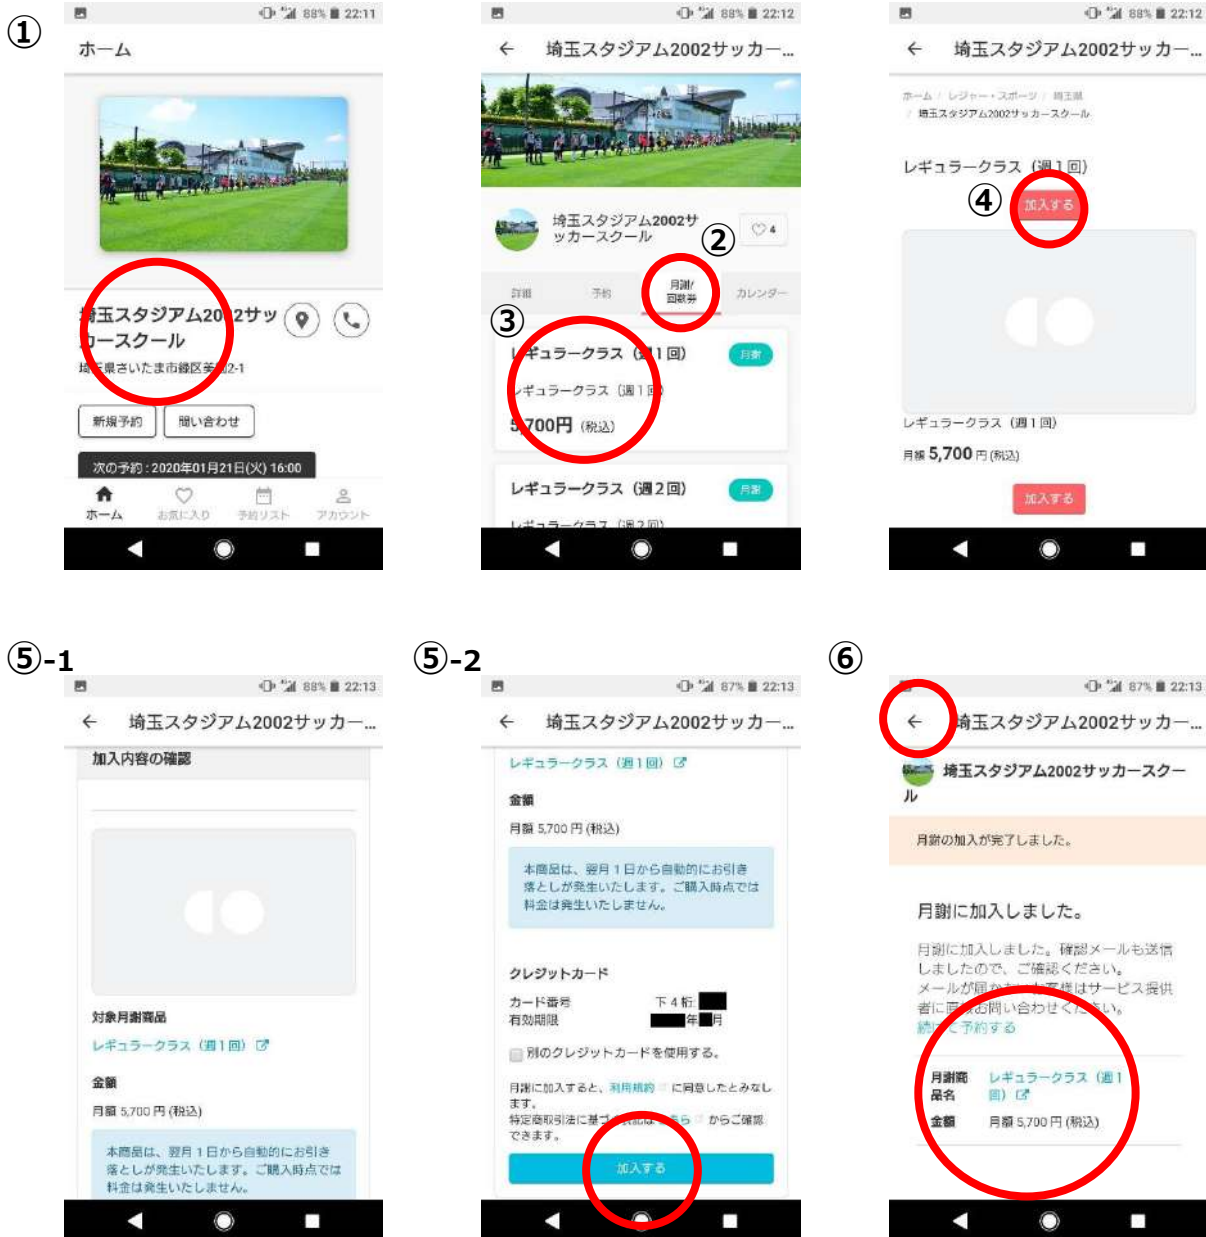 ①
88% 22:11
ホーム
埼玉スタジアム2002サッ
カースクール
埼玉県さいたま市緑区美園2-1
新規予約
問い合わせ
次の予約 : 2020年01月21日(火) 16:00
ホーム
お気に入り
予約リスト
アカウント
88% 22:12
← 埼玉スタジアム2002サッカー...
埼玉スタジアム2002サ
ッカースクール
4
②
詳細
予約
月謝/
回数券
カレンダー
③
レギュラークラス（週1回）
月謝
レギュラークラス（週1回）
5,700円（税込）
レギュラークラス（週2回）
月謝
レギュラークラス（週2回）
88% 22:12
← 埼玉スタジアム2002サッカー...
ホーム / レジャー・スポーツ / 埼玉県
/ 埼玉スタジアム2002サッカースクール
レギュラークラス（週1回）
④
加入する
レギュラークラス（週1回）
月額 5,700 円 (税込)
加入する
⑤-1
88% 22:13
← 埼玉スタジアム2002サッカー...
加入内容の確認
対象月謝商品
レギュラークラス（週1回）
金額
月額 5,700 円 (税込)
本商品は、翌月1日から自動的にお引き
落としが発生いたします。ご購入時点では
料金は発生いたしません。
⑤-2
87% 22:13
← 埼玉スタジアム2002サッカー...
レギュラークラス（週1回）
金額
月額 5,700 円 (税込)
本商品は、翌月1日から自動的にお引き
落としが発生いたします。ご購入時点では
料金は発生いたしません。
クレジットカード
カード番号 下4桁:
有効期限 年 月
別のクレジットカードを使用する。
月謝に加入すると、利用規約 に同意したとみなし
ます。
特定商取引法に基づく表記は こちら からご確認
できます。
加入する
⑥
87% 22:13
← 埼玉スタジアム2002サッカー...
埼玉スタジアム2002サッカースクー
ル
月謝の加入が完了しました。
月謝に加入しました。
月謝に加入しました。確認メールも送信
しましたので、ご確認ください。
メールが届かないお客様はサービス提供
者に直接お問い合わせください。
続けて予約する
月謝商 レギュラークラス（週1
品名 回）
金額 月額 5,700 円 (税込)